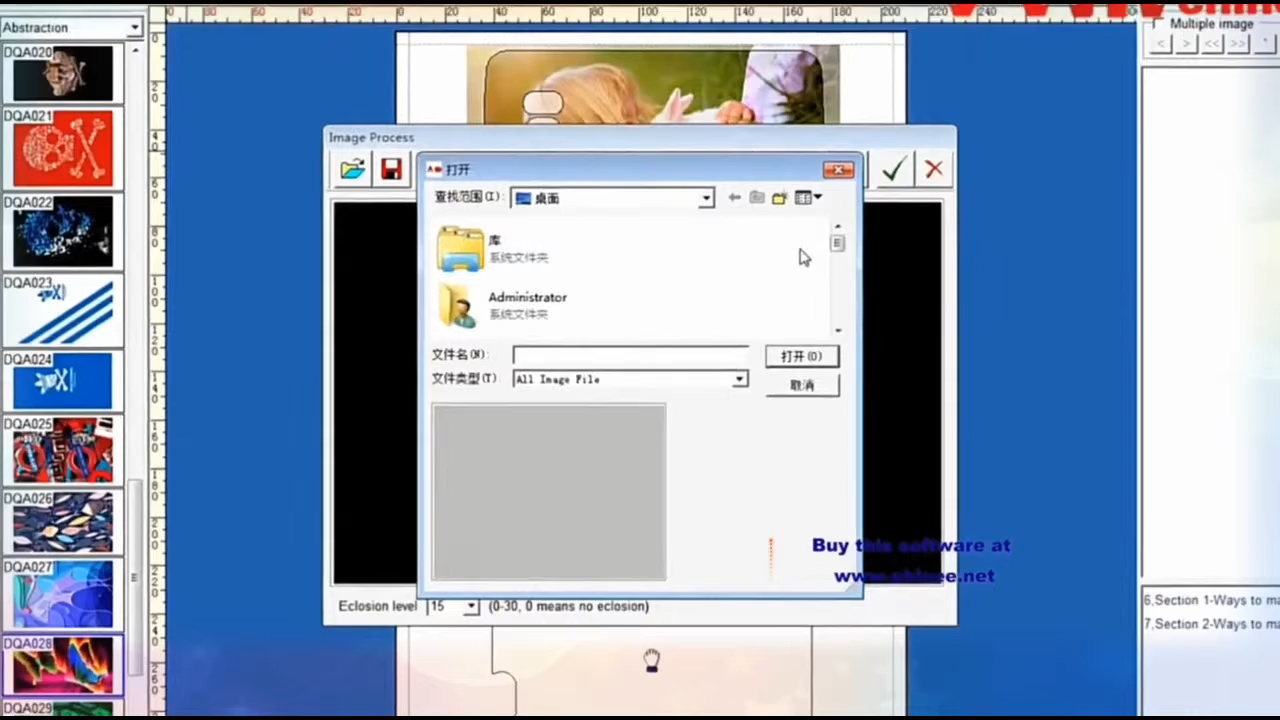 Abstraction
Multiple image
< > << >>
DQA020
DQA021
DQA022
DQA023
DQA024
DQA025
DQA026
DQA027
DQA028
DQA029
Image Process
打开
查找范围(I):
桌面
库
系统文件夹
Administrator
系统文件夹
文件名(N):
打开(O)
文件类型(T)
All Image File
取消
Buy this software at
Eclosion level 15 (0-30, 0 means no eclosion)
6,Section 1-Ways to
7,Section 2-Ways to